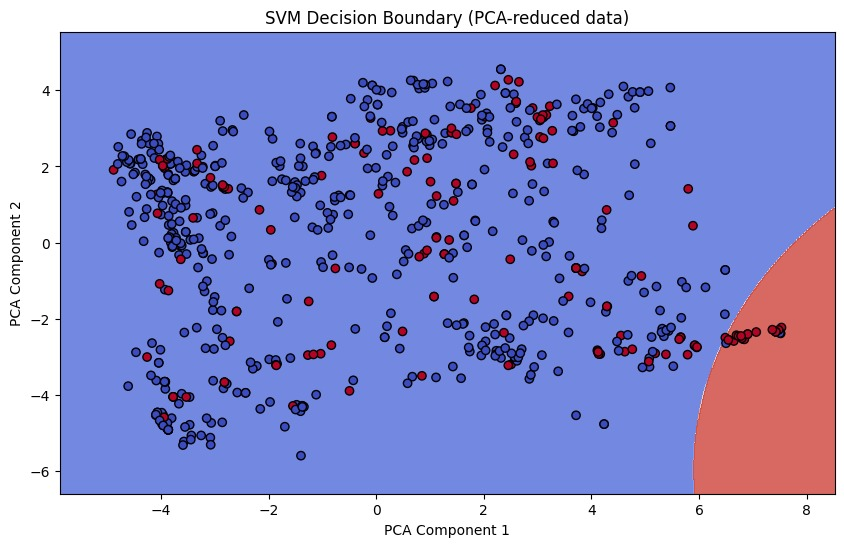 SVM Decision Boundary (PCA-reduced data)
4
2
0
−2
−4
−6
PCA Component 2
−4 −2 0 2 4 6 8
PCA Component 1